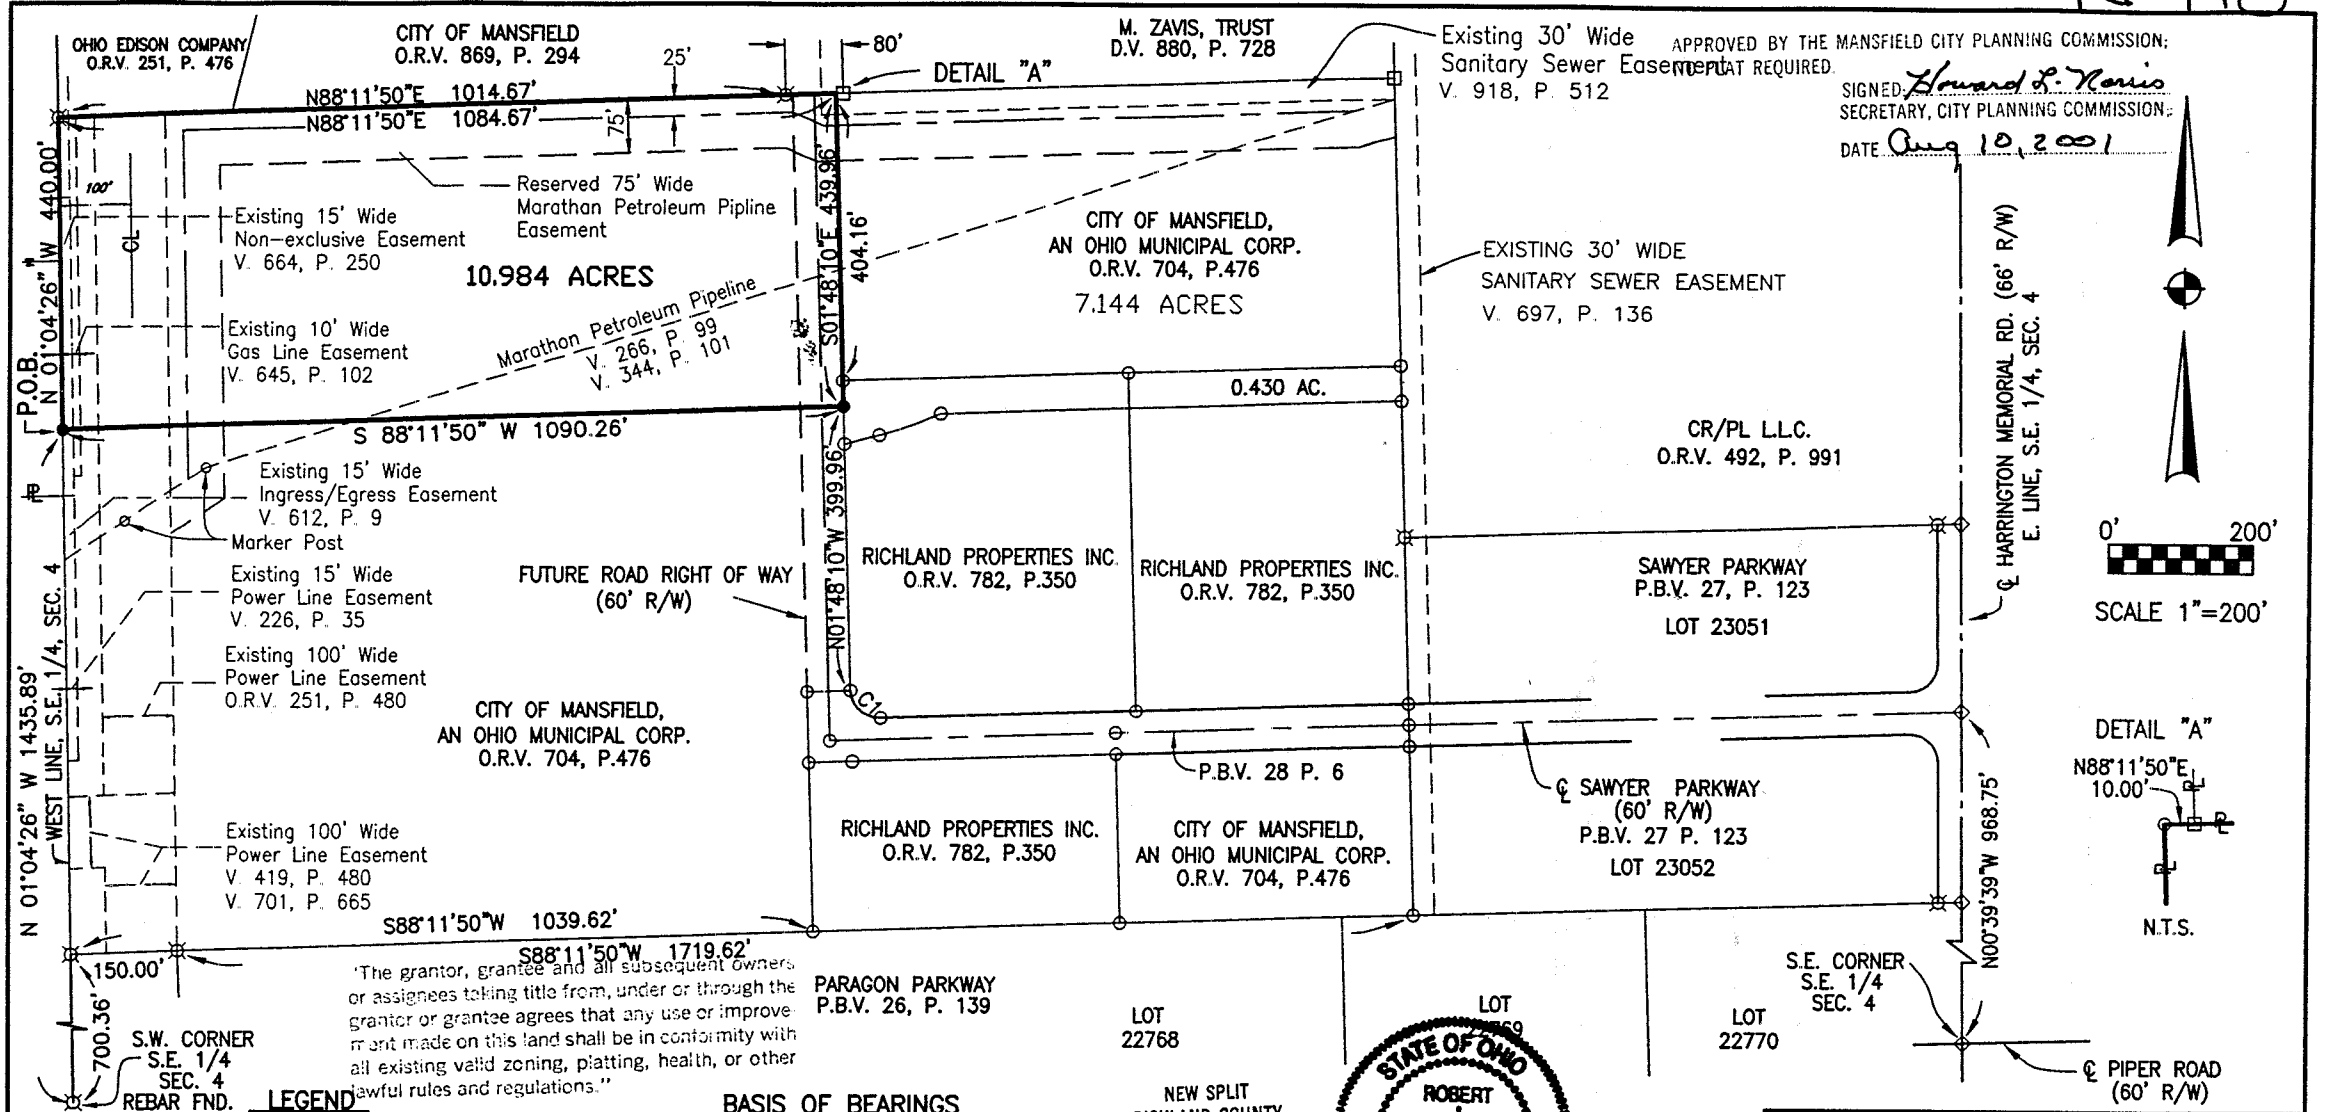 OHIO EDISON COMPANY
O.R.V. 251, P. 476
CITY OF MANSFIELD
O.R.V. 869, P. 294
25'
80'
DETAIL "A"
M. ZAVIS, TRUST
D.V. 880, P. 728
Existing 30' Wide
Sanitary Sewer Easement
V. 918, P. 512
APPROVED BY THE MANSFIELD CITY PLANNING COMMISSION;
NO PLAT REQUIRED.
SIGNED: Howard L. Norris
SECRETARY, CITY PLANNING COMMISSION:
DATE Aug 10, 2001
N88°11'50"E 1014.67'
N88°11'50"E 1084.67'
75'
N 01°04'26" W 440.00'
100'
CL
Reserved 75' Wide
Marathan Petroleum Pipline
Easement
Existing 15' Wide
Non-exclusive Easement
V. 664, P. 250
10.984 ACRES
Existing 10' Wide
Gas Line Easement
V. 645, P. 102
Marathon Petroleum Pipeline
V. 266, P. 99
V. 344, P. 101
S01°48'10"E 439.96'
404.16'
CITY OF MANSFIELD,
AN OHIO MUNICIPAL CORP.
O.R.V. 704, P.476
7.144 ACRES
EXISTING 30' WIDE
SANITARY SEWER EASEMENT
V. 697, P. 136
℄ HARRINGTON MEMORIAL RD. (66' R/W)
E. LINE, S.E. 1/4, SEC. 4
P.O.B.
S 88°11'50" W 1090.26'
0.430 AC.
CR/PL L.L.C.
O.R.V. 492, P. 991
0' 200'
SCALE 1"=200'
Existing 15' Wide
Ingress/Egress Easement
V. 612, P. 9
Marker Post
Existing 15' Wide
Power Line Easement
V. 226, P. 35
Existing 100' Wide
Power Line Easement
O.R.V. 251, P. 480
FUTURE ROAD RIGHT OF WAY
(60' R/W)
N01°48'10"W 399.96'
C1
RICHLAND PROPERTIES INC.
O.R.V. 782, P.350
RICHLAND PROPERTIES INC.
O.R.V. 782, P.350
SAWYER PARKWAY
P.B.V. 27, P. 123
LOT 23051
N 01°04'26" W 1435.89'
WEST LINE, S.E. 1/4, SEC. 4
CITY OF MANSFIELD,
AN OHIO MUNICIPAL CORP.
O.R.V. 704, P.476
P.B.V. 28 P. 6
℄ SAWYER PARKWAY
(60' R/W)
P.B.V. 27 P. 123
LOT 23052
N00°39'39"W 968.75'
DETAIL "A"
N88°11'50"E
10.00'
N.T.S.
Existing 100' Wide
Power Line Easement
V. 419, P. 480
V. 701, P. 665
RICHLAND PROPERTIES INC.
O.R.V. 782, P.350
CITY OF MANSFIELD,
AN OHIO MUNICIPAL CORP.
O.R.V. 704, P.476
S88°11'50"W 1039.62'
S88°11'50"W 1719.62'
150.00'
700.36'
"The grantor, grantee and all subsequent owners
or assignees taking title from, under or through the
grantor or grantee agrees that any use or improve-
ment made on this land shall be in conformity with
all existing valid zoning, platting, health, or other
lawful rules and regulations."
PARAGON PARKWAY
P.B.V. 26, P. 139
LOT
22768
LOT
22769
LOT
22770
S.E. CORNER
S.E. 1/4
SEC. 4
℄ PIPER ROAD
(60' R/W)
S.W. CORNER
S.E. 1/4
SEC. 4
REBAR FND.
LEGEND
BASIS OF BEARINGS
NEW SPLIT
RICHLAND COUNTY
STATE OF OHIO
ROBERT